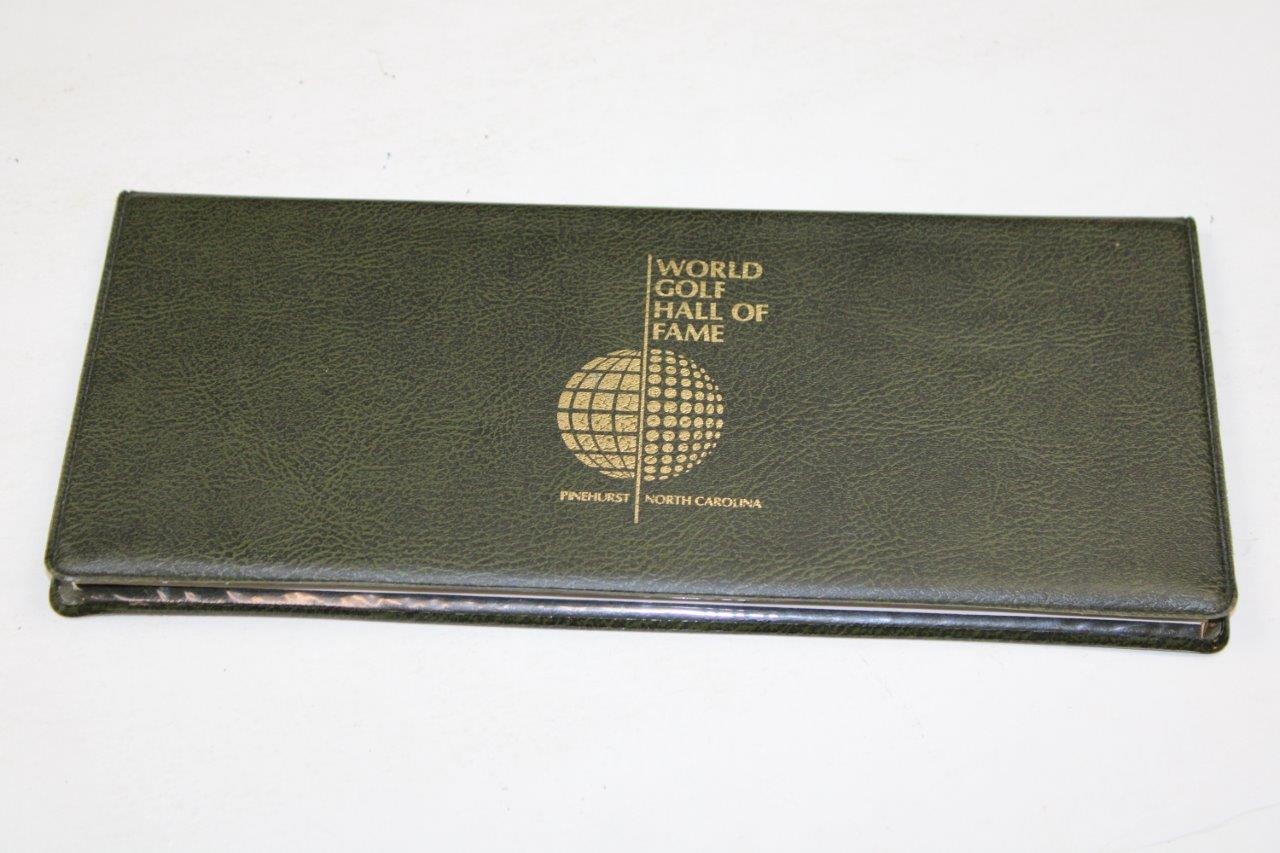 WORLD
GOLF
HALL OF
FAME
PINEHURST NORTH CAROLINA